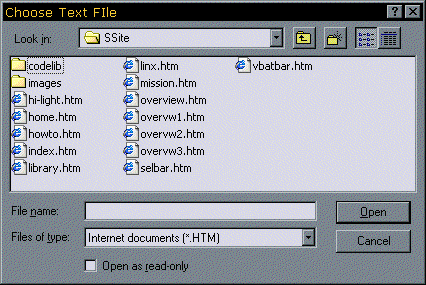 Choose Text FIle
Look in: SSite
codelib
images
hi-light.htm
home.htm
howto.htm
index.htm
library.htm
linx.htm
mission.htm
overview.htm
overvw1.htm
overvw2.htm
overvw3.htm
selbar.htm
vbatbar.htm
File name:
Open
Files of type: Internet documents (*.HTM)
Cancel
Open as read-only